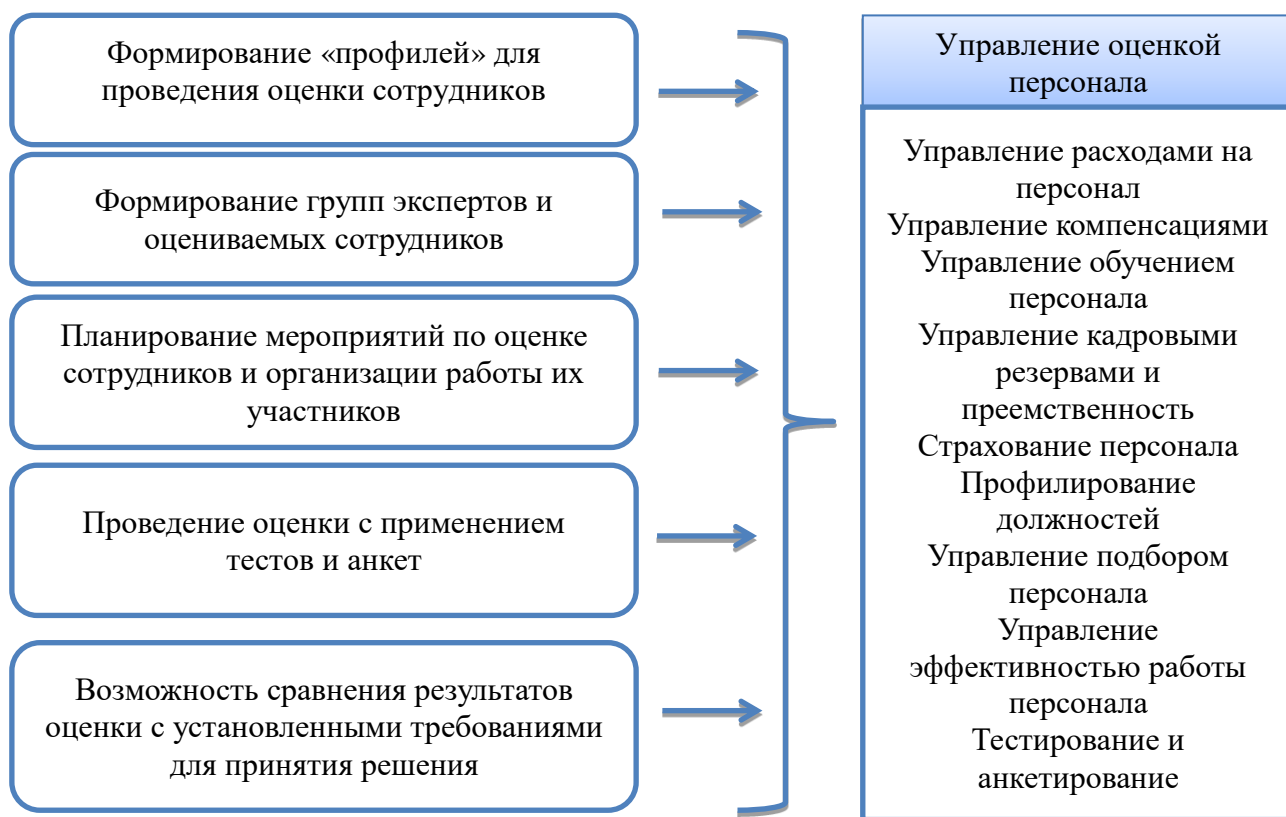 Формирование «профилей» для
проведения оценки сотрудников
Формирование групп экспертов и
оцениваемых сотрудников
Планирование мероприятий по оценке
сотрудников и организации работы их
участников
Проведение оценки с применением
тестов и анкет
Возможность сравнения результатов
оценки с установленными требованиями
для принятия решения
Управление оценкой
персонала
Управление расходами на
персонал
Управление компенсациями
Управление обучением
персонала
Управление кадровыми
резервами и
преемственность
Страхование персонала
Профилирование
должностей
Управление подбором
персонала
Управление
эффективностью работы
персонала
Тестирование и
анкетирование